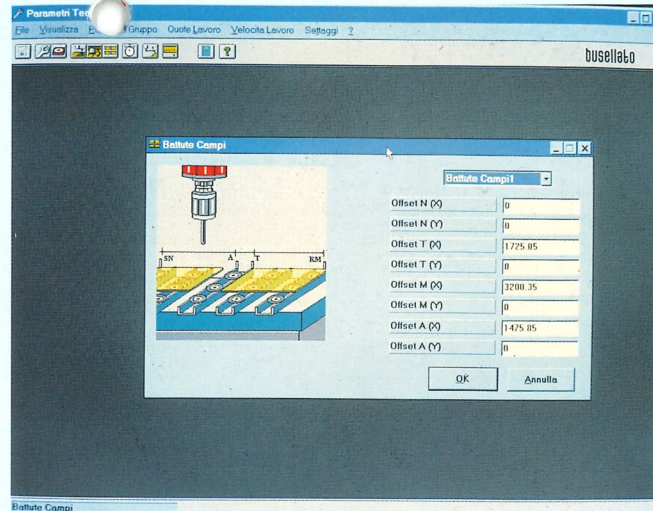 Parametri Tec
File Visualizza Gruppo Quote Lavoro Velocita Lavoro Settaggi ?
busellato
Battute Campi
Battute Campi1
SN A T RM
Offset N (X) 0
Offset N (Y) 0
Offset T (X) 1725.05
Offset T (Y) 0
Offset M (X) 3200.35
Offset M (Y) 0
Offset A (X) 1475.05
Offset A (Y) 0
OK Annulla
Battute Campi